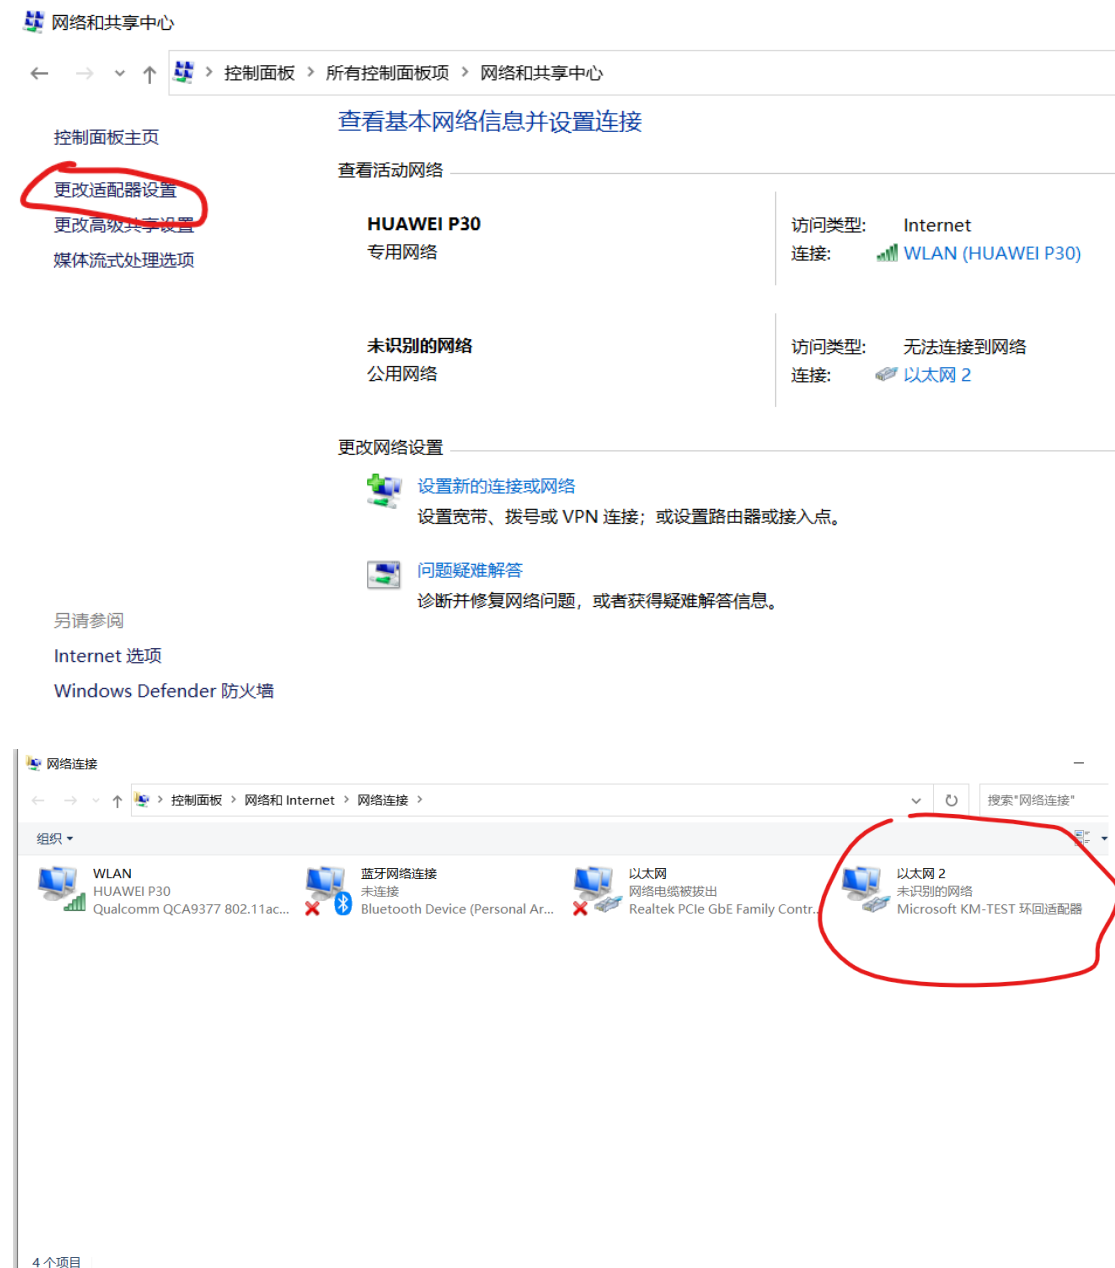 网络和共享中心
控制面板 > 所有控制面板项 > 网络和共享中心
控制面板主页
更改适配器设置
更改高级共享设置
媒体流式处理选项
查看基本网络信息并设置连接
查看活动网络
HUAWEI P30
专用网络
访问类型: Internet
连接: WLAN (HUAWEI P30)
未识别的网络
公用网络
访问类型: 无法连接到网络
连接: 以太网 2
更改网络设置
设置新的连接或网络
设置宽带、拨号或 VPN 连接；或设置路由器或接入点。
问题疑难解答
诊断并修复网络问题，或者获得疑难解答信息。
另请参阅
Internet 选项
Windows Defender 防火墙
网络连接
控制面板 > 网络和 Internet > 网络连接 >
搜索"网络连接"
组织
WLAN
HUAWEI P30
Qualcomm QCA9377 802.11ac...
蓝牙网络连接
未连接
Bluetooth Device (Personal Ar...
以太网
网络电缆被拔出
Realtek PCIe GbE Family Contr...
以太网 2
未识别的网络
Microsoft KM-TEST 环回适配器
4 个项目